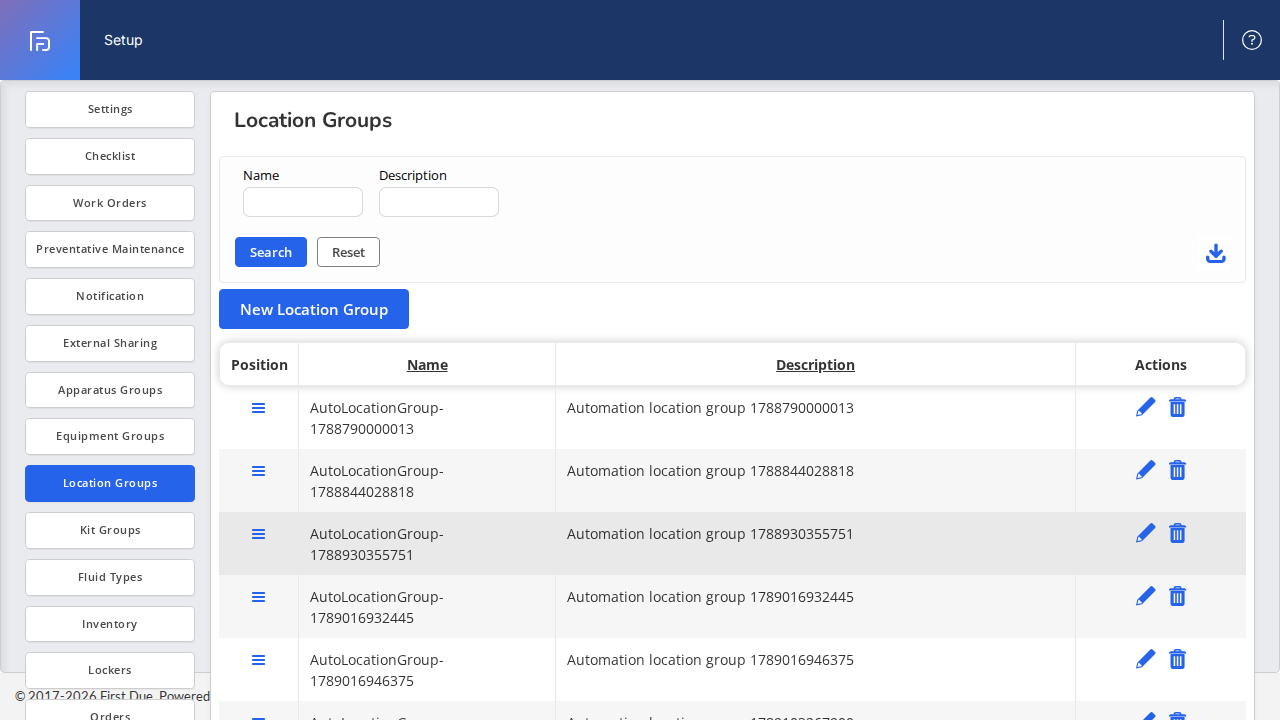 Setup
Settings
Checklist
Work Orders
Preventative Maintenance
Notification
External Sharing
Apparatus Groups
Equipment Groups
Location Groups
Kit Groups
Fluid Types
Inventory
Lockers
Orders
Location Groups
Name
Description
Search
Reset
New Location Group
Position Name Description Actions
AutoLocationGroup-
1788790000013
Automation location group 1788790000013
AutoLocationGroup-
1788844028818
Automation location group 1788844028818
AutoLocationGroup-
1788930355751
Automation location group 1788930355751
AutoLocationGroup-
1789016932445
Automation location group 1789016932445
AutoLocationGroup-
1789016946375
Automation location group 1789016946375
© 2017-2026 First Due. Powered